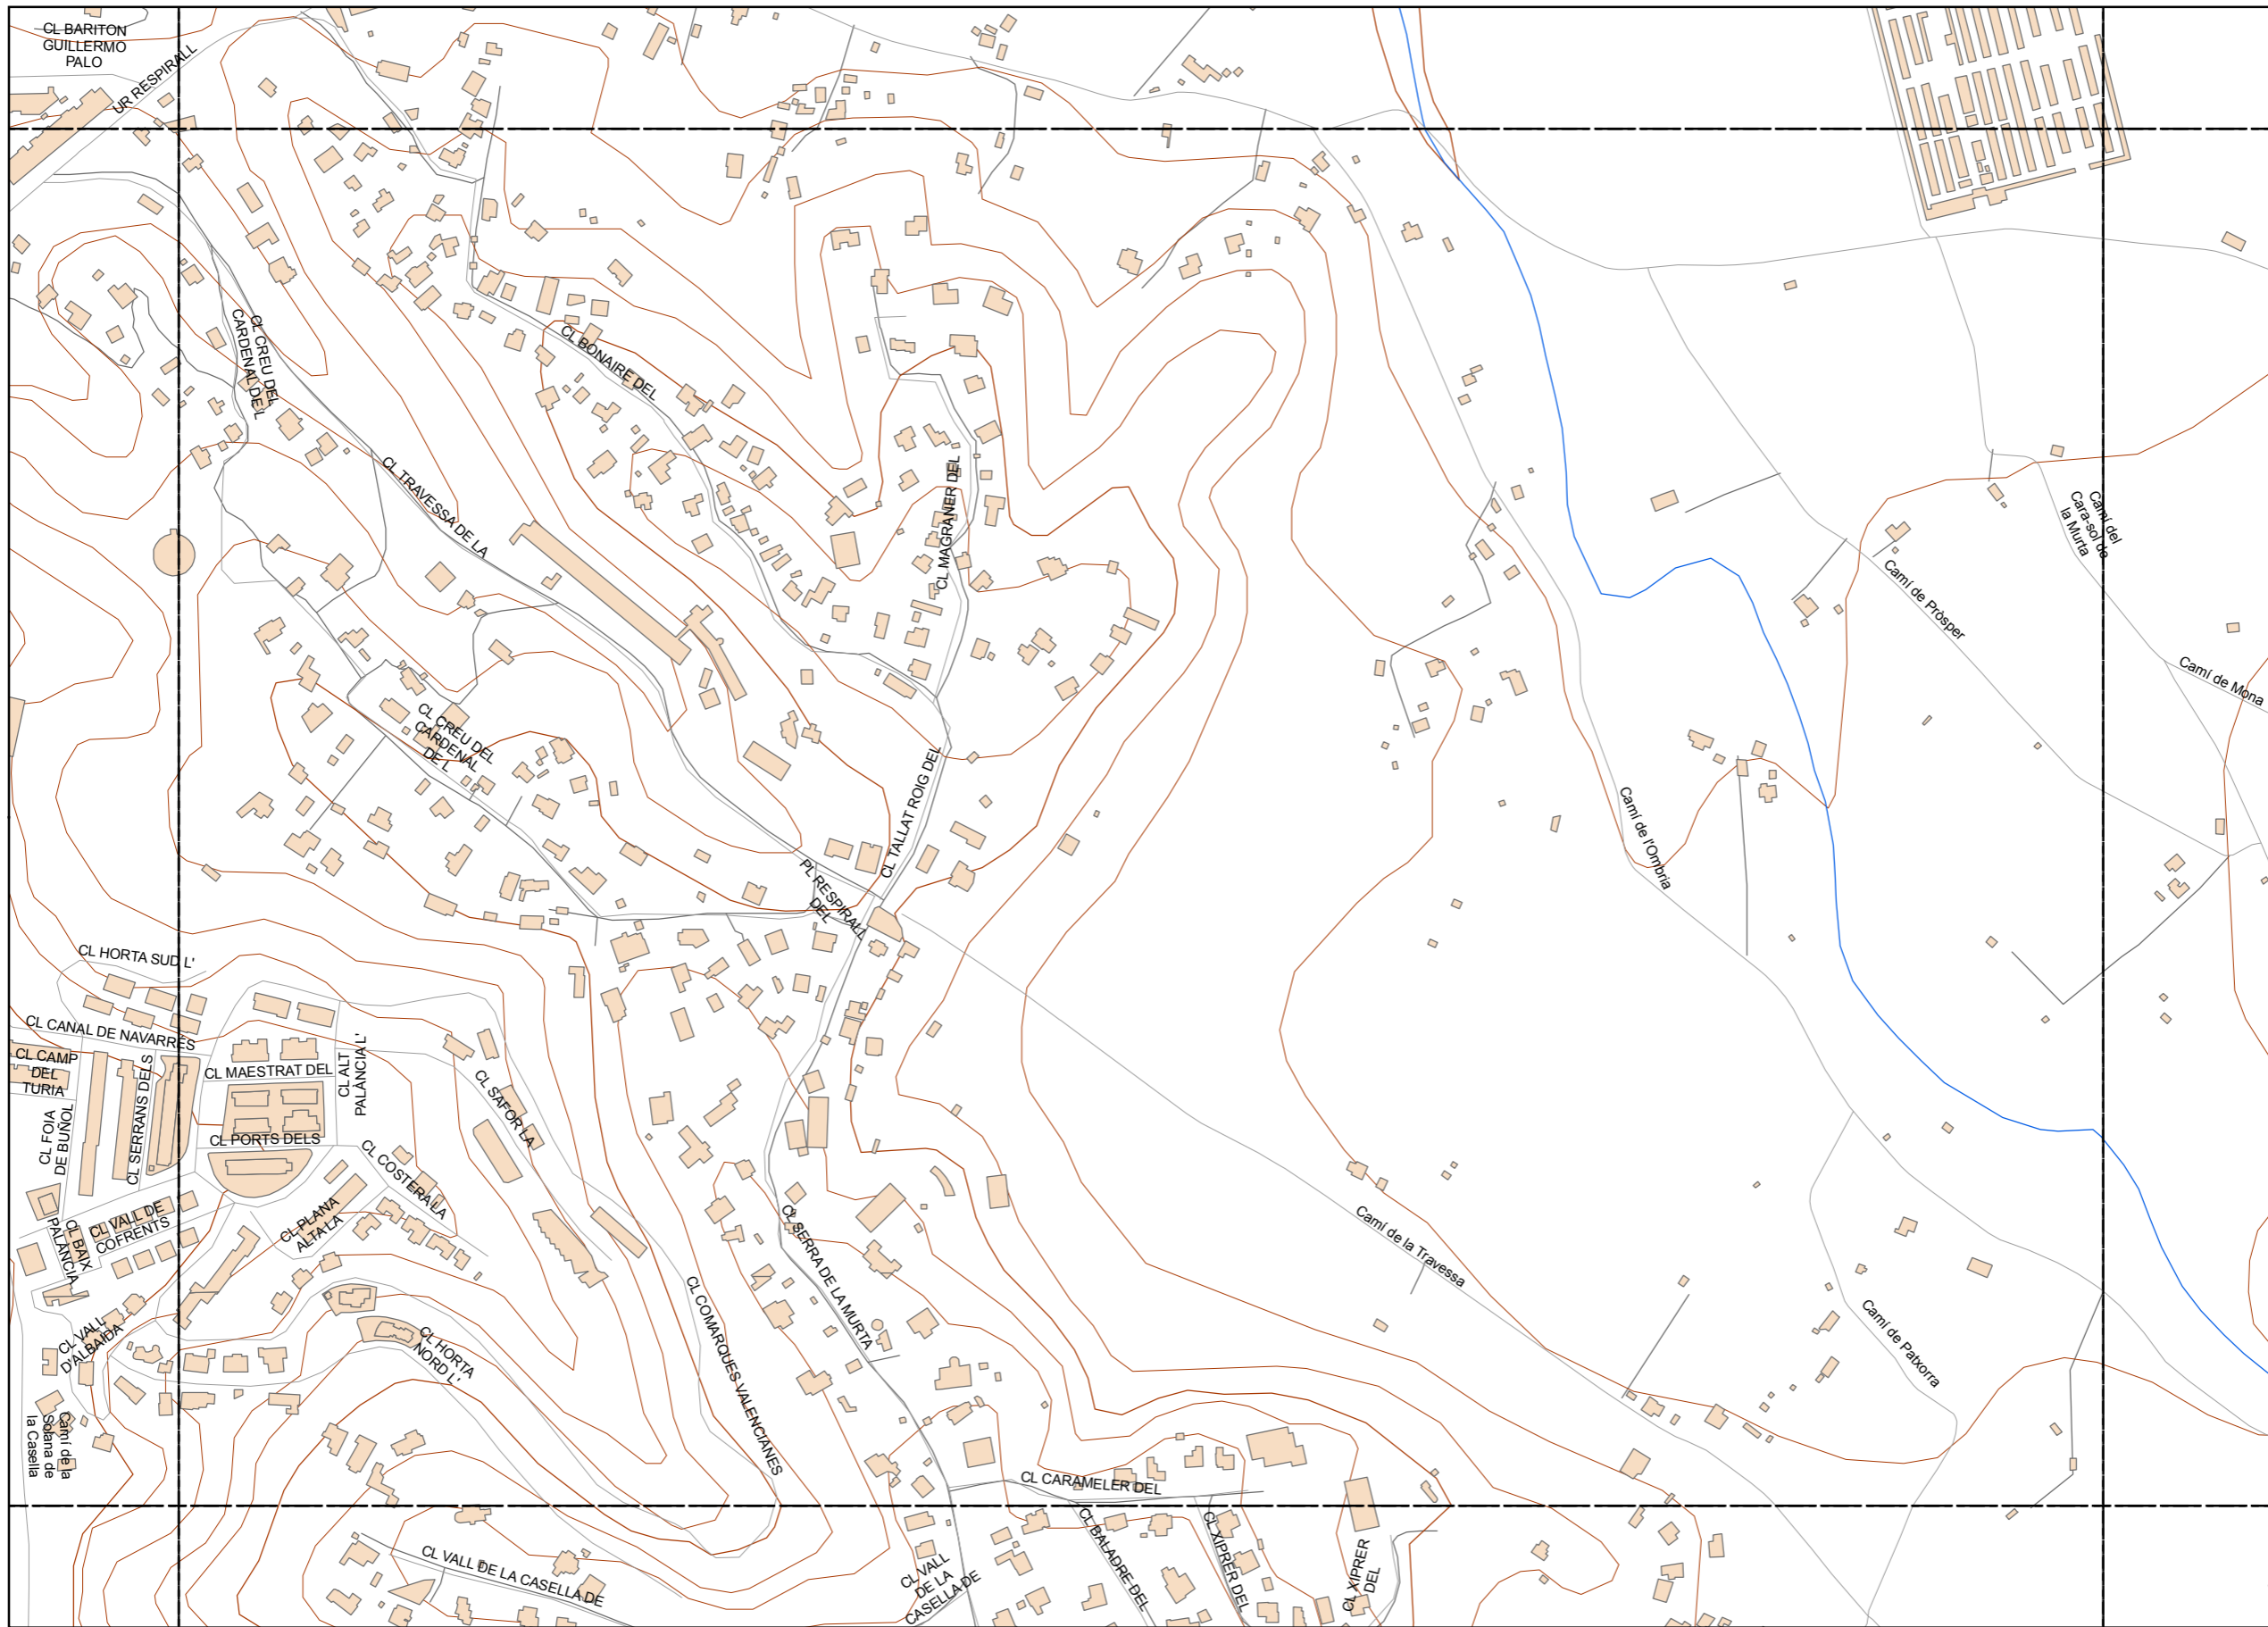 CL BARITON
GUILLERMO
PALO
UR RESPIRALL
CL CREU DEL
CARDENAL DE L
CL BONAIRE DEL
CL TRAVESSA DE LA
CL MAGRANER DEL
Camí del
Cara-sol de
la Murta
Camí de Pròsper
Camí de Mona
CL CREU DEL
CARDENAL
DE L
CL TALLAT ROIG DEL
Camí de l'Ombria
PL RESPIRALL
DEL
CL HORTA SUD L'
CL CANAL DE NAVARRÉS
CL CAMP
DEL
TURIA
CL MAESTRAT DEL
CL ALT
PALÀNCIA L'
CL SAFOR LA
CL SERRANS DELS
CL FOIA
DE BUÑOL
CL PORTS DELS
CL COSTERA LA
CL PLANA
ALTA LA
CL VALL DE
COFRENTS
CL BAIX
PALÀNCIA
CL SERRA DE LA MURTA
Camí de la Travessa
CL VALL
D'ALBAIDA
CL HORTA
NORD L'
CL COMARQUES VALENCIANES
Camí de Patxorra
Camí de la
Solana de
la Casella
CL CARAMELER DEL
CL VALL DE LA CASELLA DE
CL VALL
DE LA
CASELLA DE
CL BALADRE DEL
CL XIPRER DEL
CL XIPRER
DEL